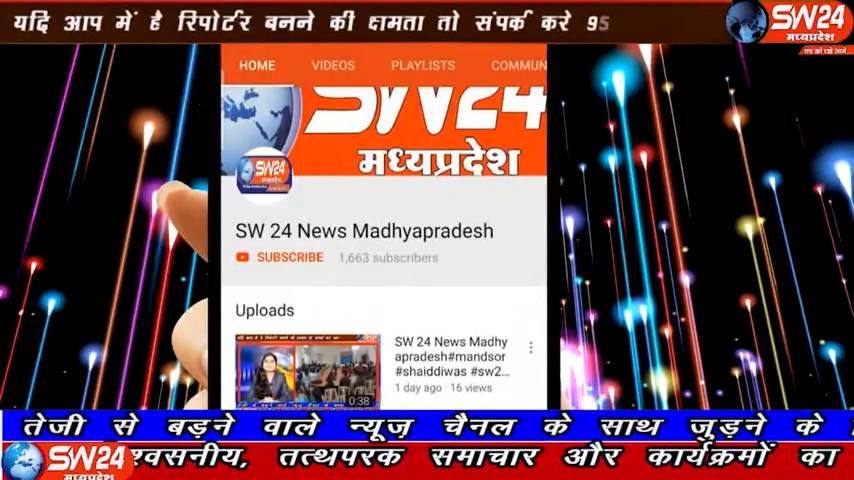 यदि आप में है रिपोर्टर बनने की क्षमता तो संपर्क करे 95
SW24
मध्यप्रदेश
HOME VIDEOS PLAYLISTS COMMUN
SW24
मध्यप्रदेश
SW24
SW 24 News Madhyapradesh
SUBSCRIBE 1,663 subscribers
Uploads
SW 24 News Madhy
apradesh#mandsor
#shaiddiwas #sw2...
1 day ago · 16 views
0:38
तेजी से बड़ने वाले न्यूज़ चैनल के साथ जुड़ने के
SW24
मध्यप्रदेश
श्वसनीय, तत्थपरक समाचार और कार्यक्रमों का